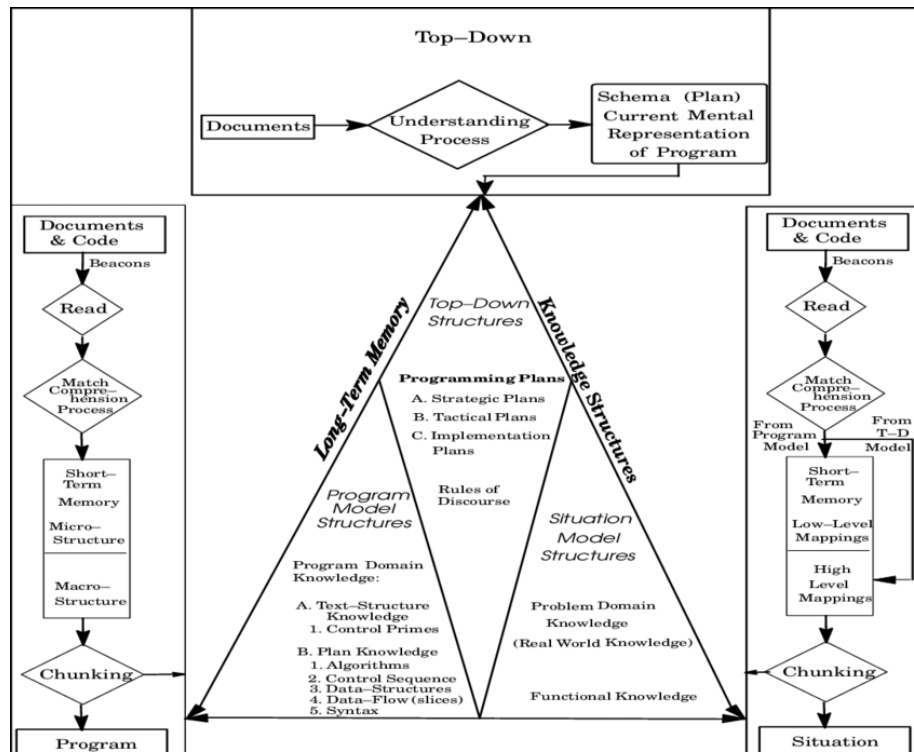 Top–Down
Documents
Understanding
Process
Schema (Plan)
Current Mental
Representation
of Program
Documents
& Code
Beacons
Read
Match
Compre–
hension
Process
Short–
Term
Memory
Micro–
Structure
Macro–
Structure
Chunking
Program
Long-Term Memory
Knowledge Structures
Top-Down
Structures
Programming Plans
A. Strategic Plans
B. Tactical Plans
C. Implementation
Plans
Rules of
Discourse
Program Model
Structures
Program Domain
Knowledge:
A. Text–Structure
Knowledge
1. Control Primes
B. Plan Knowledge
1. Algorithms
2. Control Sequence
3. Data–Structures
4. Data–Flow (slices)
5. Syntax
Situation
Model
Structures
Problem Domain
Knowledge
(Real World Knowledge)
Functional Knowledge
Documents
& Code
Beacons
Read
Match
Compre–
hension
Process
From
Program
Model
From
T–D
Model
Short–
Term
Memory
Low–Level
Mappings
High
Level
Mappings
Chunking
Situation